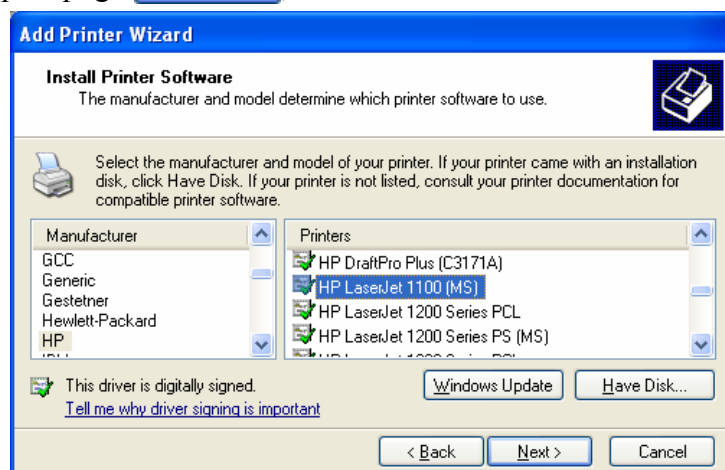 Add Printer Wizard
Install Printer Software
The manufacturer and model determine which printer software to use.
Select the manufacturer and model of your printer. If your printer came with an installation
disk, click Have Disk. If your printer is not listed, consult your printer documentation for
compatible printer software.
Manufacturer
GCC
Generic
Gestetner
Hewlett-Packard
HP
Printers
HP DraftPro Plus (C3171A)
HP LaserJet 1100 (MS)
HP LaserJet 1200 Series PCL
HP LaserJet 1200 Series PS (MS)
This driver is digitally signed.
Tell me why driver signing is important
Windows Update
Have Disk...
< Back
Next >
Cancel